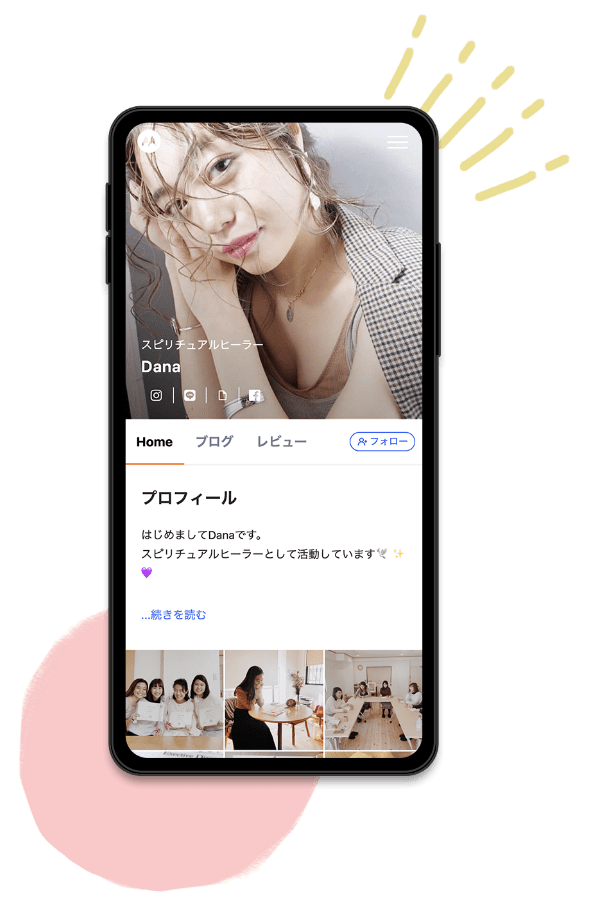 スピリチュアルヒーラー
Dana
Home ブログ レビュー フォロー
プロフィール
はじめましてDanaです。
スピリチュアルヒーラーとして活動しています🕊️ ✨
💜
...続きを読む